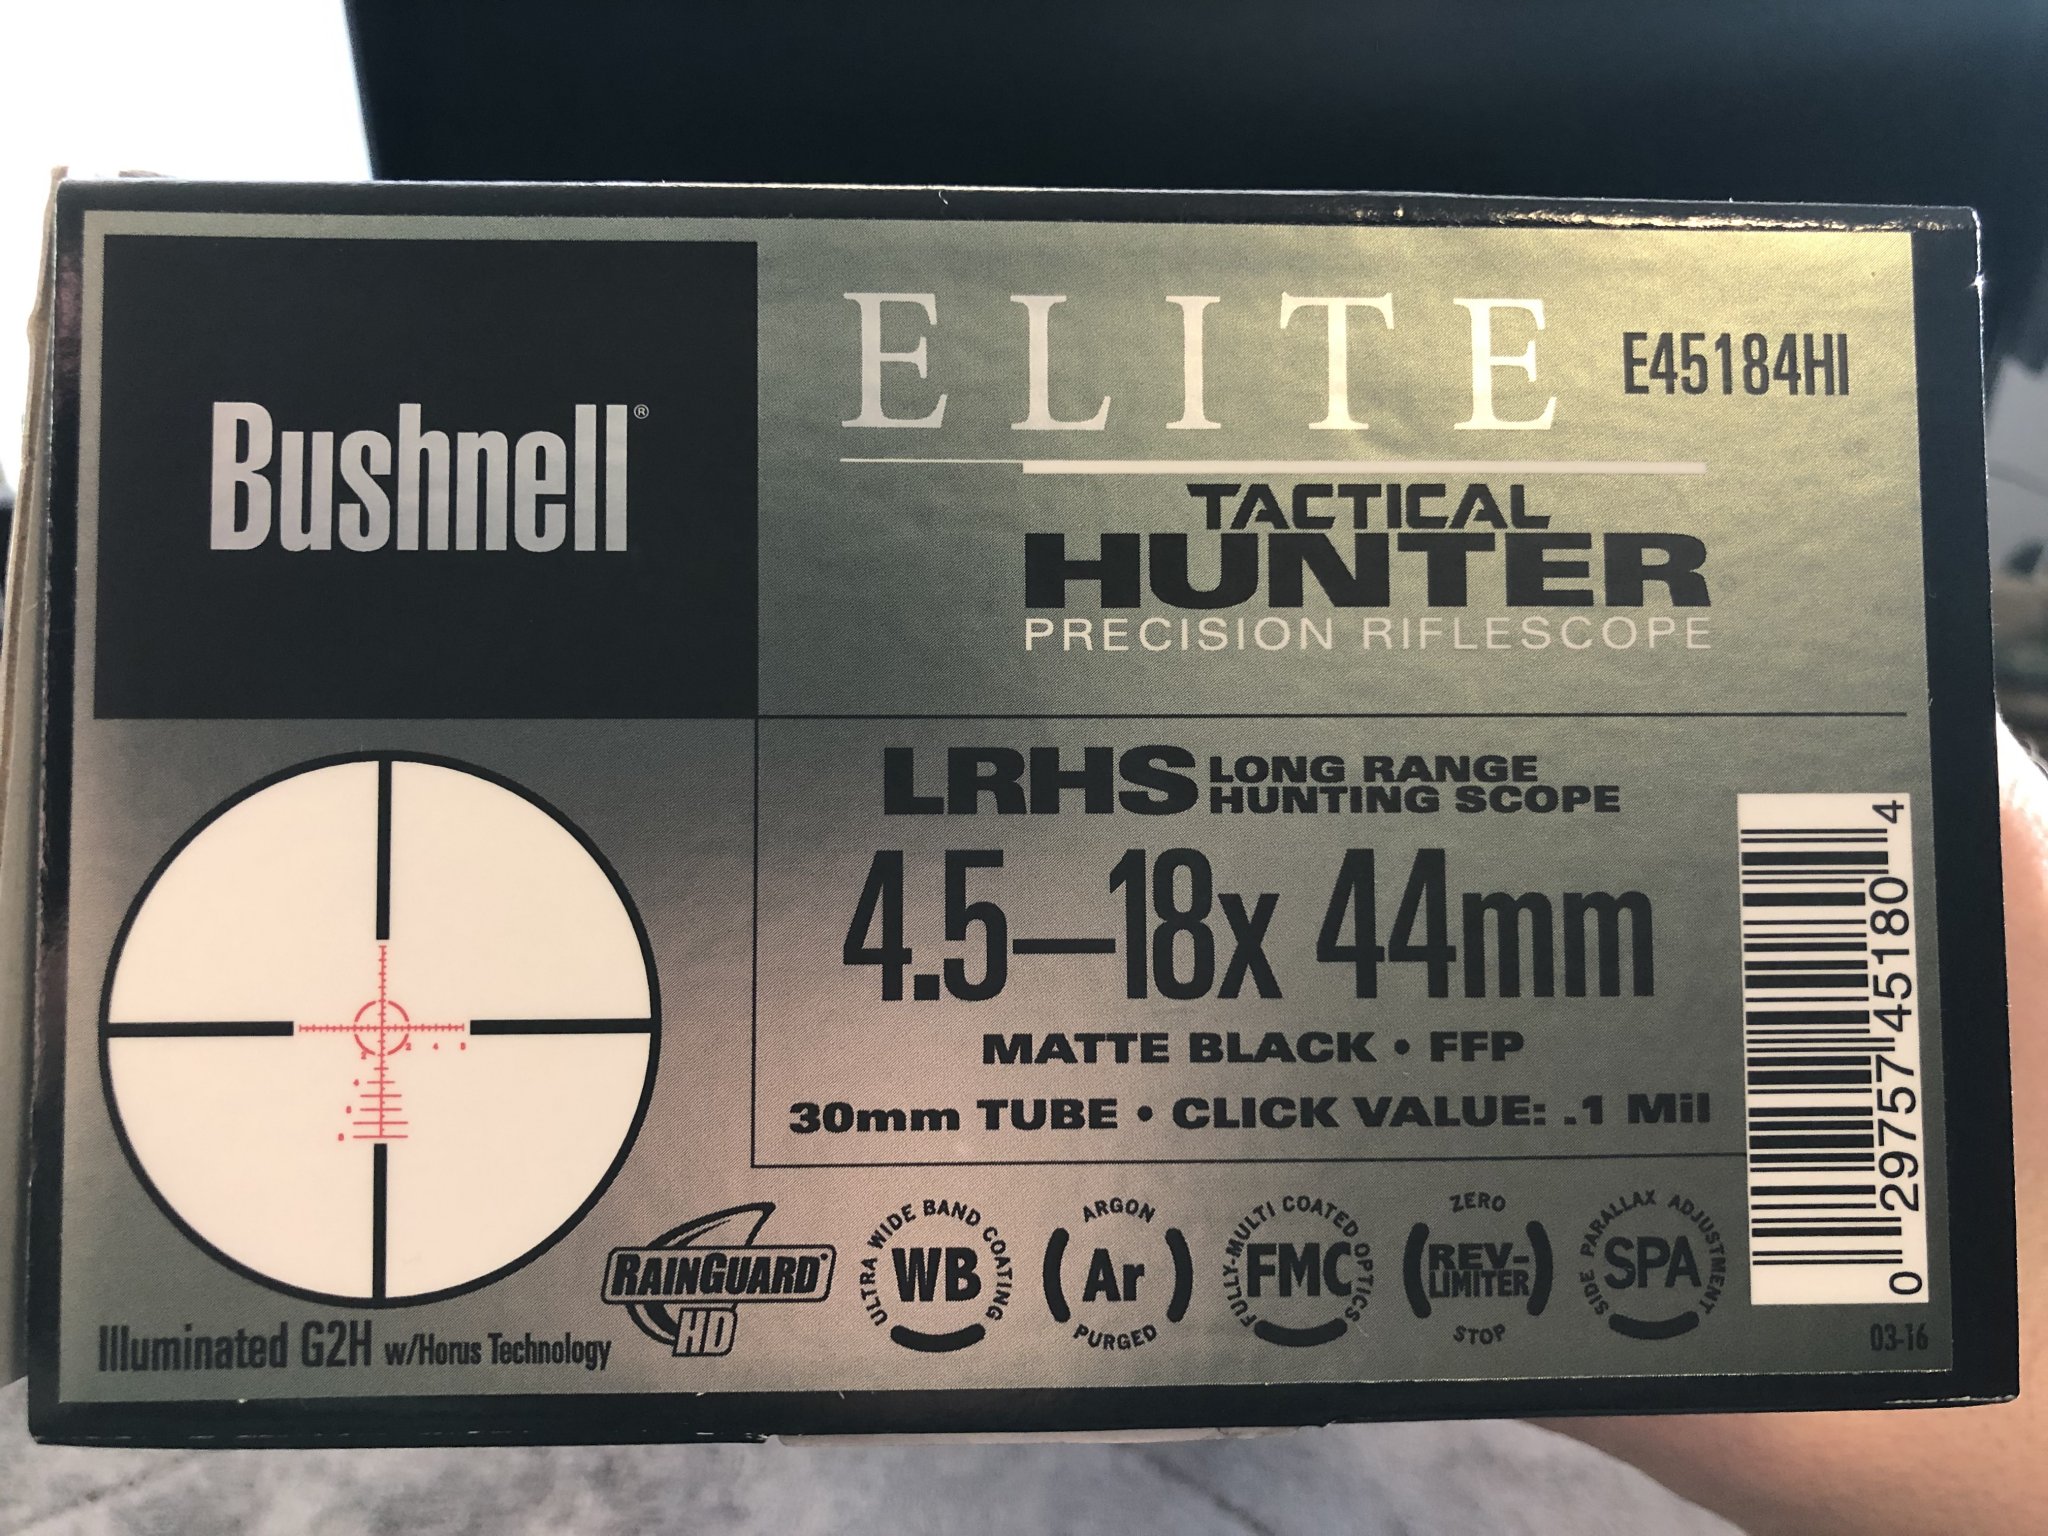 Bushnell®
ELITE
E45184HI
TACTICAL
HUNTER
PRECISION RIFLESCOPE
LRHS LONG RANGE
HUNTING SCOPE
4.5–18x 44mm
MATTE BLACK • FFP
30mm TUBE • CLICK VALUE: .1 Mil
0 29757 45180 4
2 4
Illuminated G2H w/Horus Technology
RAINGUARD®
HD
ULTRA WIDE BAND COATING
WB
ARGON
Ar
PURGED
FULLY-MULTI COATED OPTICS
FMC
ZERO
REV-
LIMITER
STOP
SIDE PARALLAX ADJUSTMENT
SPA
03-16